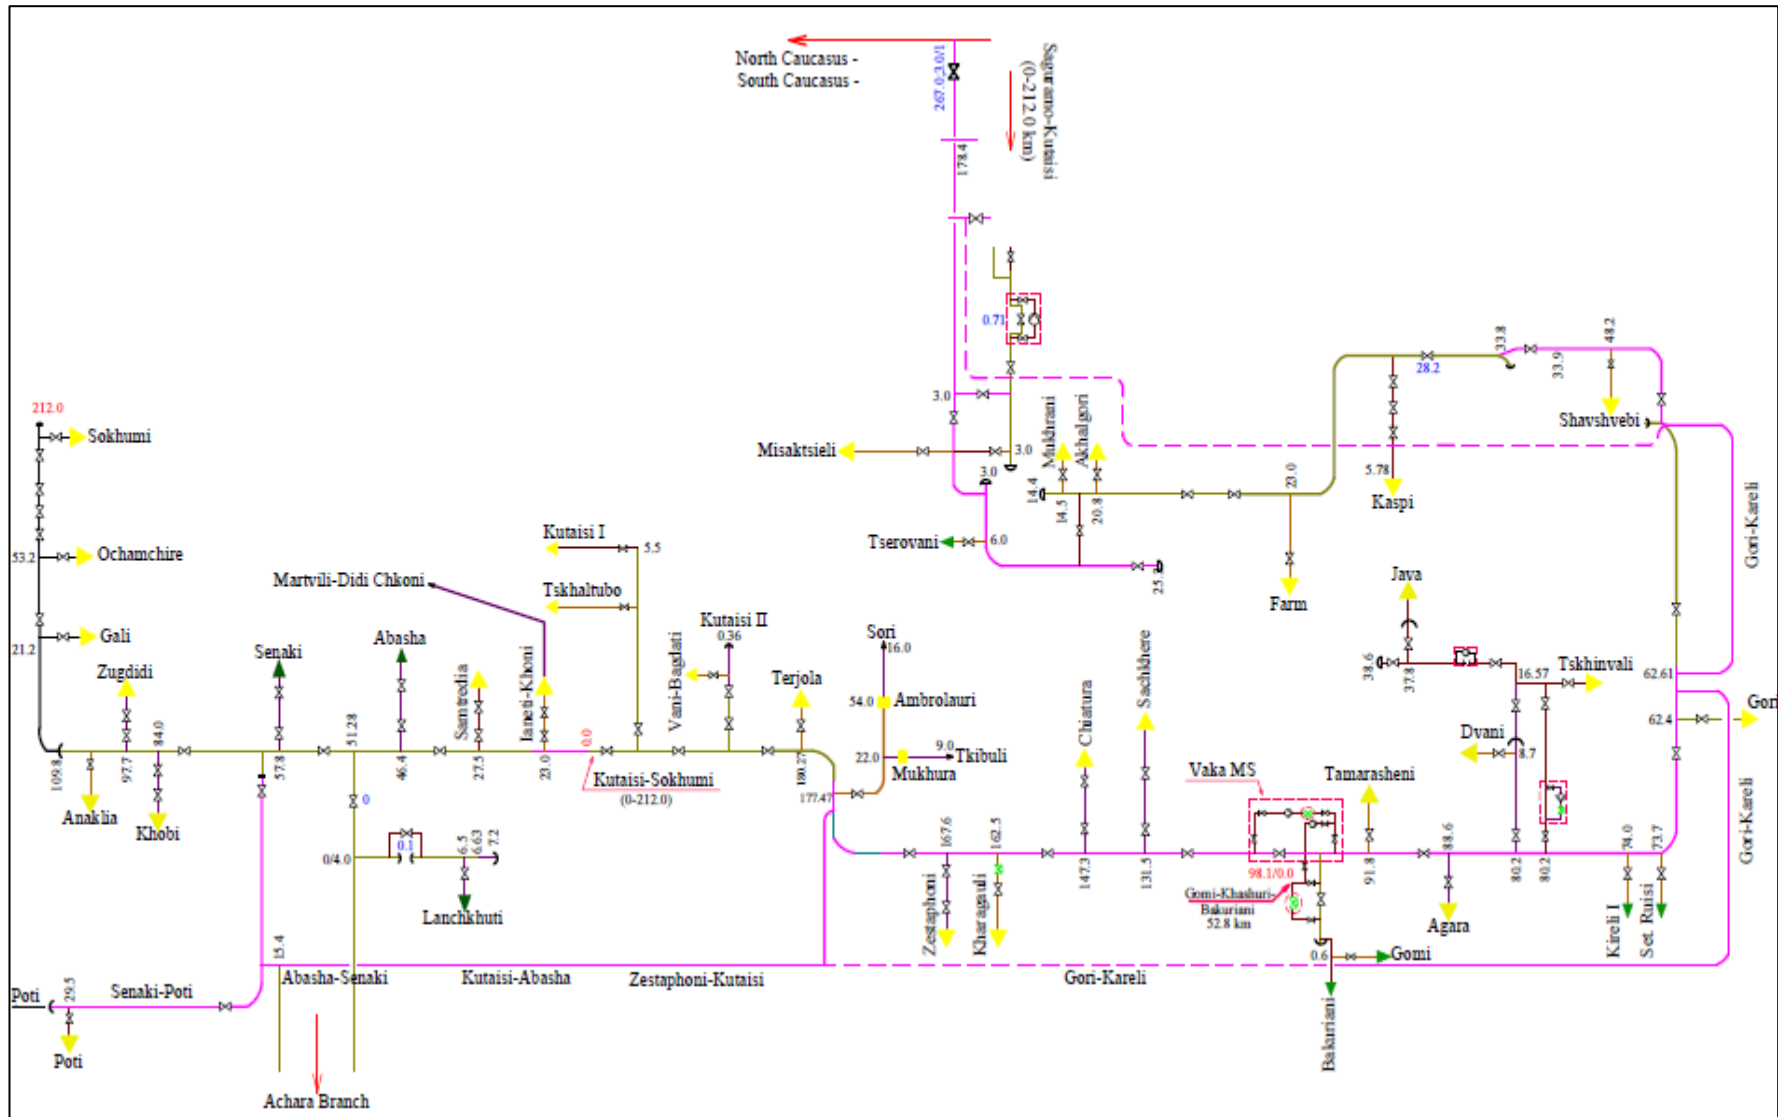 North Caucasus -
South Caucasus -
267.0;3.0/1
Saguramo-Kutaisi
(0-212.0 km)
178.4
0.71
3.0
Misaktsieli
3.0
3.0
14.4
Mukhrani
14.5
Akhalgori
20.8
23.0
Farm
Kaspi
5.78
28.2
33.8
33.9
48.2
Shavshvebi
Gori-Kareli
Tserovani
6.0
212.0
Sokhumi
53.2
Ochamchire
21.2
Gali
Zugdidi
97.7
84.0
109.8
Anaklia
Khobi
Senaki
57.8
51.28
Abasha
46.4
Samtredia
27.5
Martvili-Didi Chkoni
Ianeti-Khoni
23.0
0.0
Kutaisi-Sokhumi
(0-212.0)
Kutaisi I
5.5
Tskhaltubo
Vani-Bagdati
Kutaisi II
0.36
Terjola
180.27
177.47
Sori
16.0
54.0
Ambrolauri
22.0
9.0
Tkibuli
Mukhura
Chiatura
147.3
Sachkhere
131.5
Zestaphoni
167.6
Kharagauli
162.5
Vaka MS
98.1/0.0
Gomi-Khashuri-
Bakuriani
52.8 km
0.6
Gomi
Bakuriani
Tamarasheni
91.8
88.6
Agara
Java
38.6
37.8
16.57
Tskhinvali
Dvani
8.7
80.2
80.2
74.0
73.7
Kireli I
Set. Ruisi
62.61
62.4
Gori
Gori-Kareli
0
0/4.0
0.1
6.5
6.63
7.2
Lanchkhuti
15.4
Abasha-Senaki
Kutaisi-Abasha
Zestaphoni-Kutaisi
Gori-Kareli
Poti
29.5
Senaki-Poti
Poti
Achara Branch